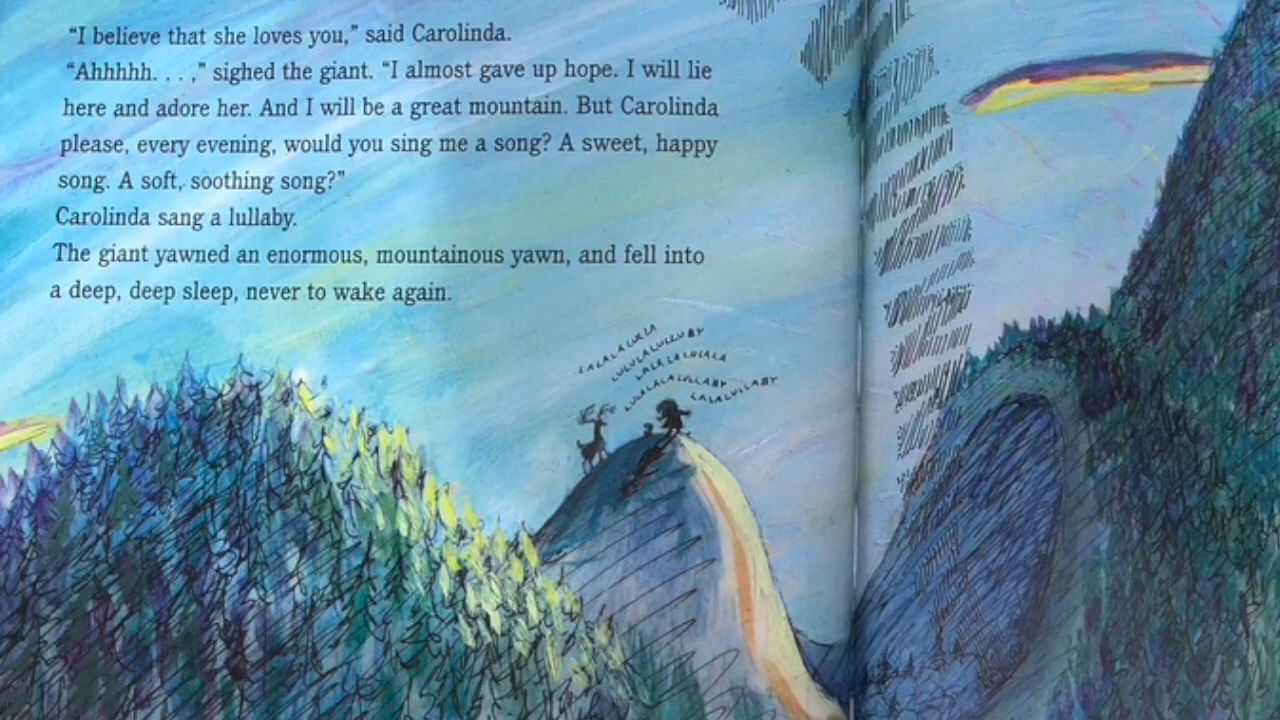 “I believe that she loves you,” said Carolinda.
“Ahhhhh. . . ,” sighed the giant. “I almost gave up hope. I will lie
here and adore her. And I will be a great mountain. But Carolinda
please, every evening, would you sing me a song? A sweet, happy
song. A soft, soothing song?”
Carolinda sang a lullaby.
The giant yawned an enormous, mountainous yawn, and fell into
a deep, deep sleep, never to wake again.
LALALALULLABY
LALALULLABY